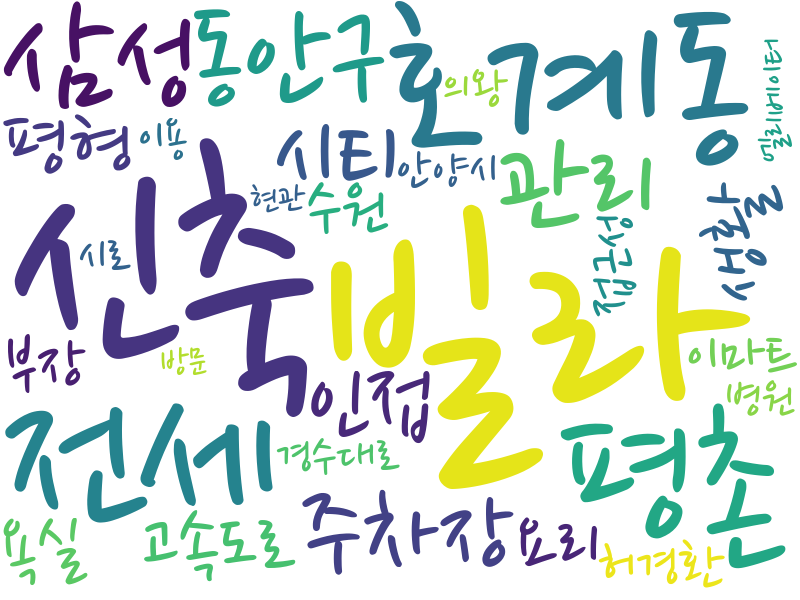 삼성
동안구
호계동
의왕
엘리베이터
평형
이용
시티
안양시
관리
현관
수원
신축
시로
접근성
생활
빌라
부장
방문
인접
이마트
병원
전세
경수대로
평촌
욕실
고속도로
주차장
요리
허경환